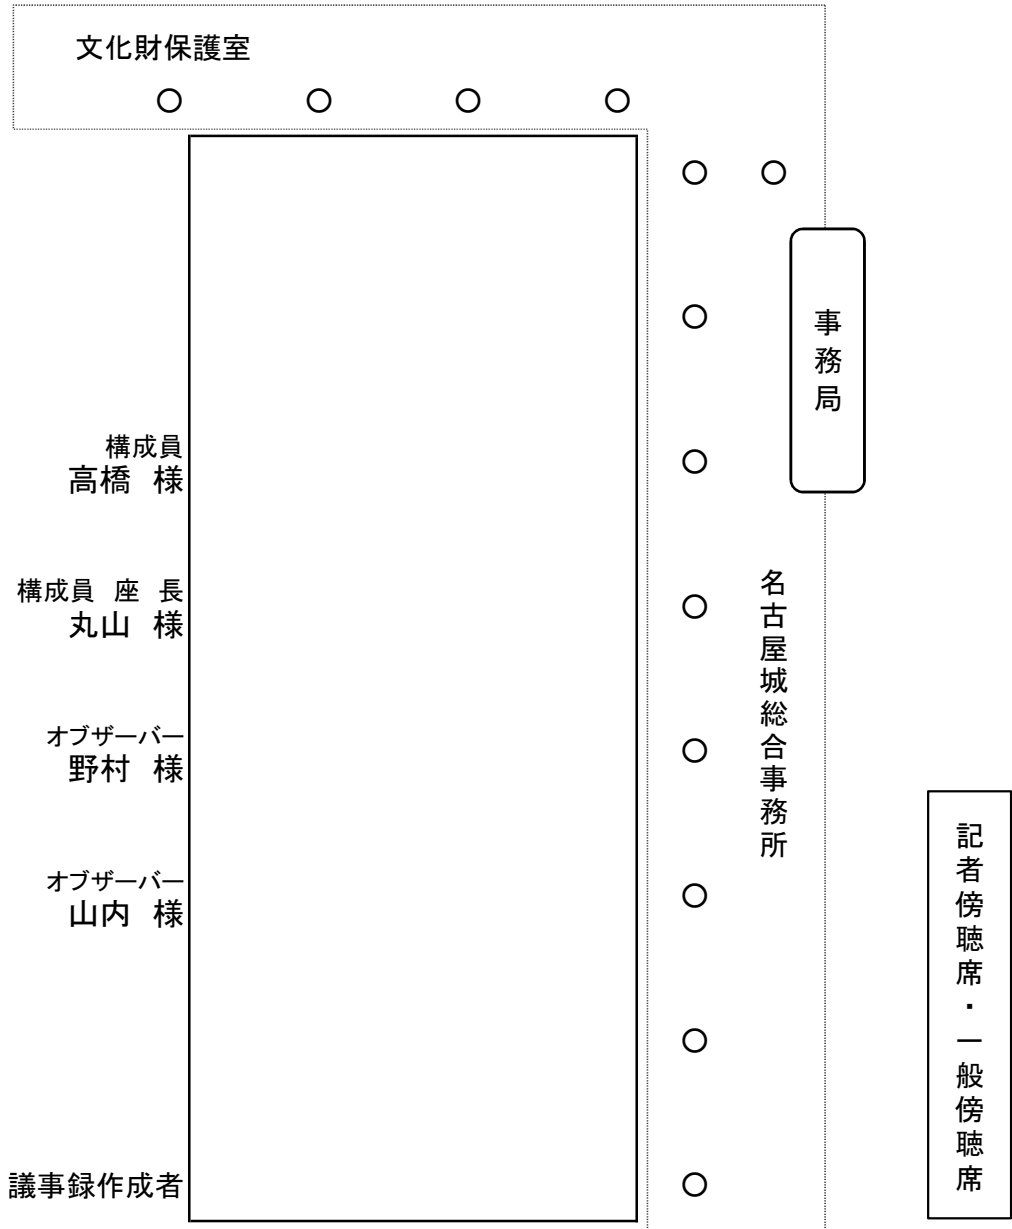 文化財保護室
事務局
構成員
高橋 様
構成員 座 長
丸山 様
名古屋城総合事務所
オブザーバー
野村 様
オブザーバー
山内 様
記者傍聴席・一般傍聴席
議事録作成者